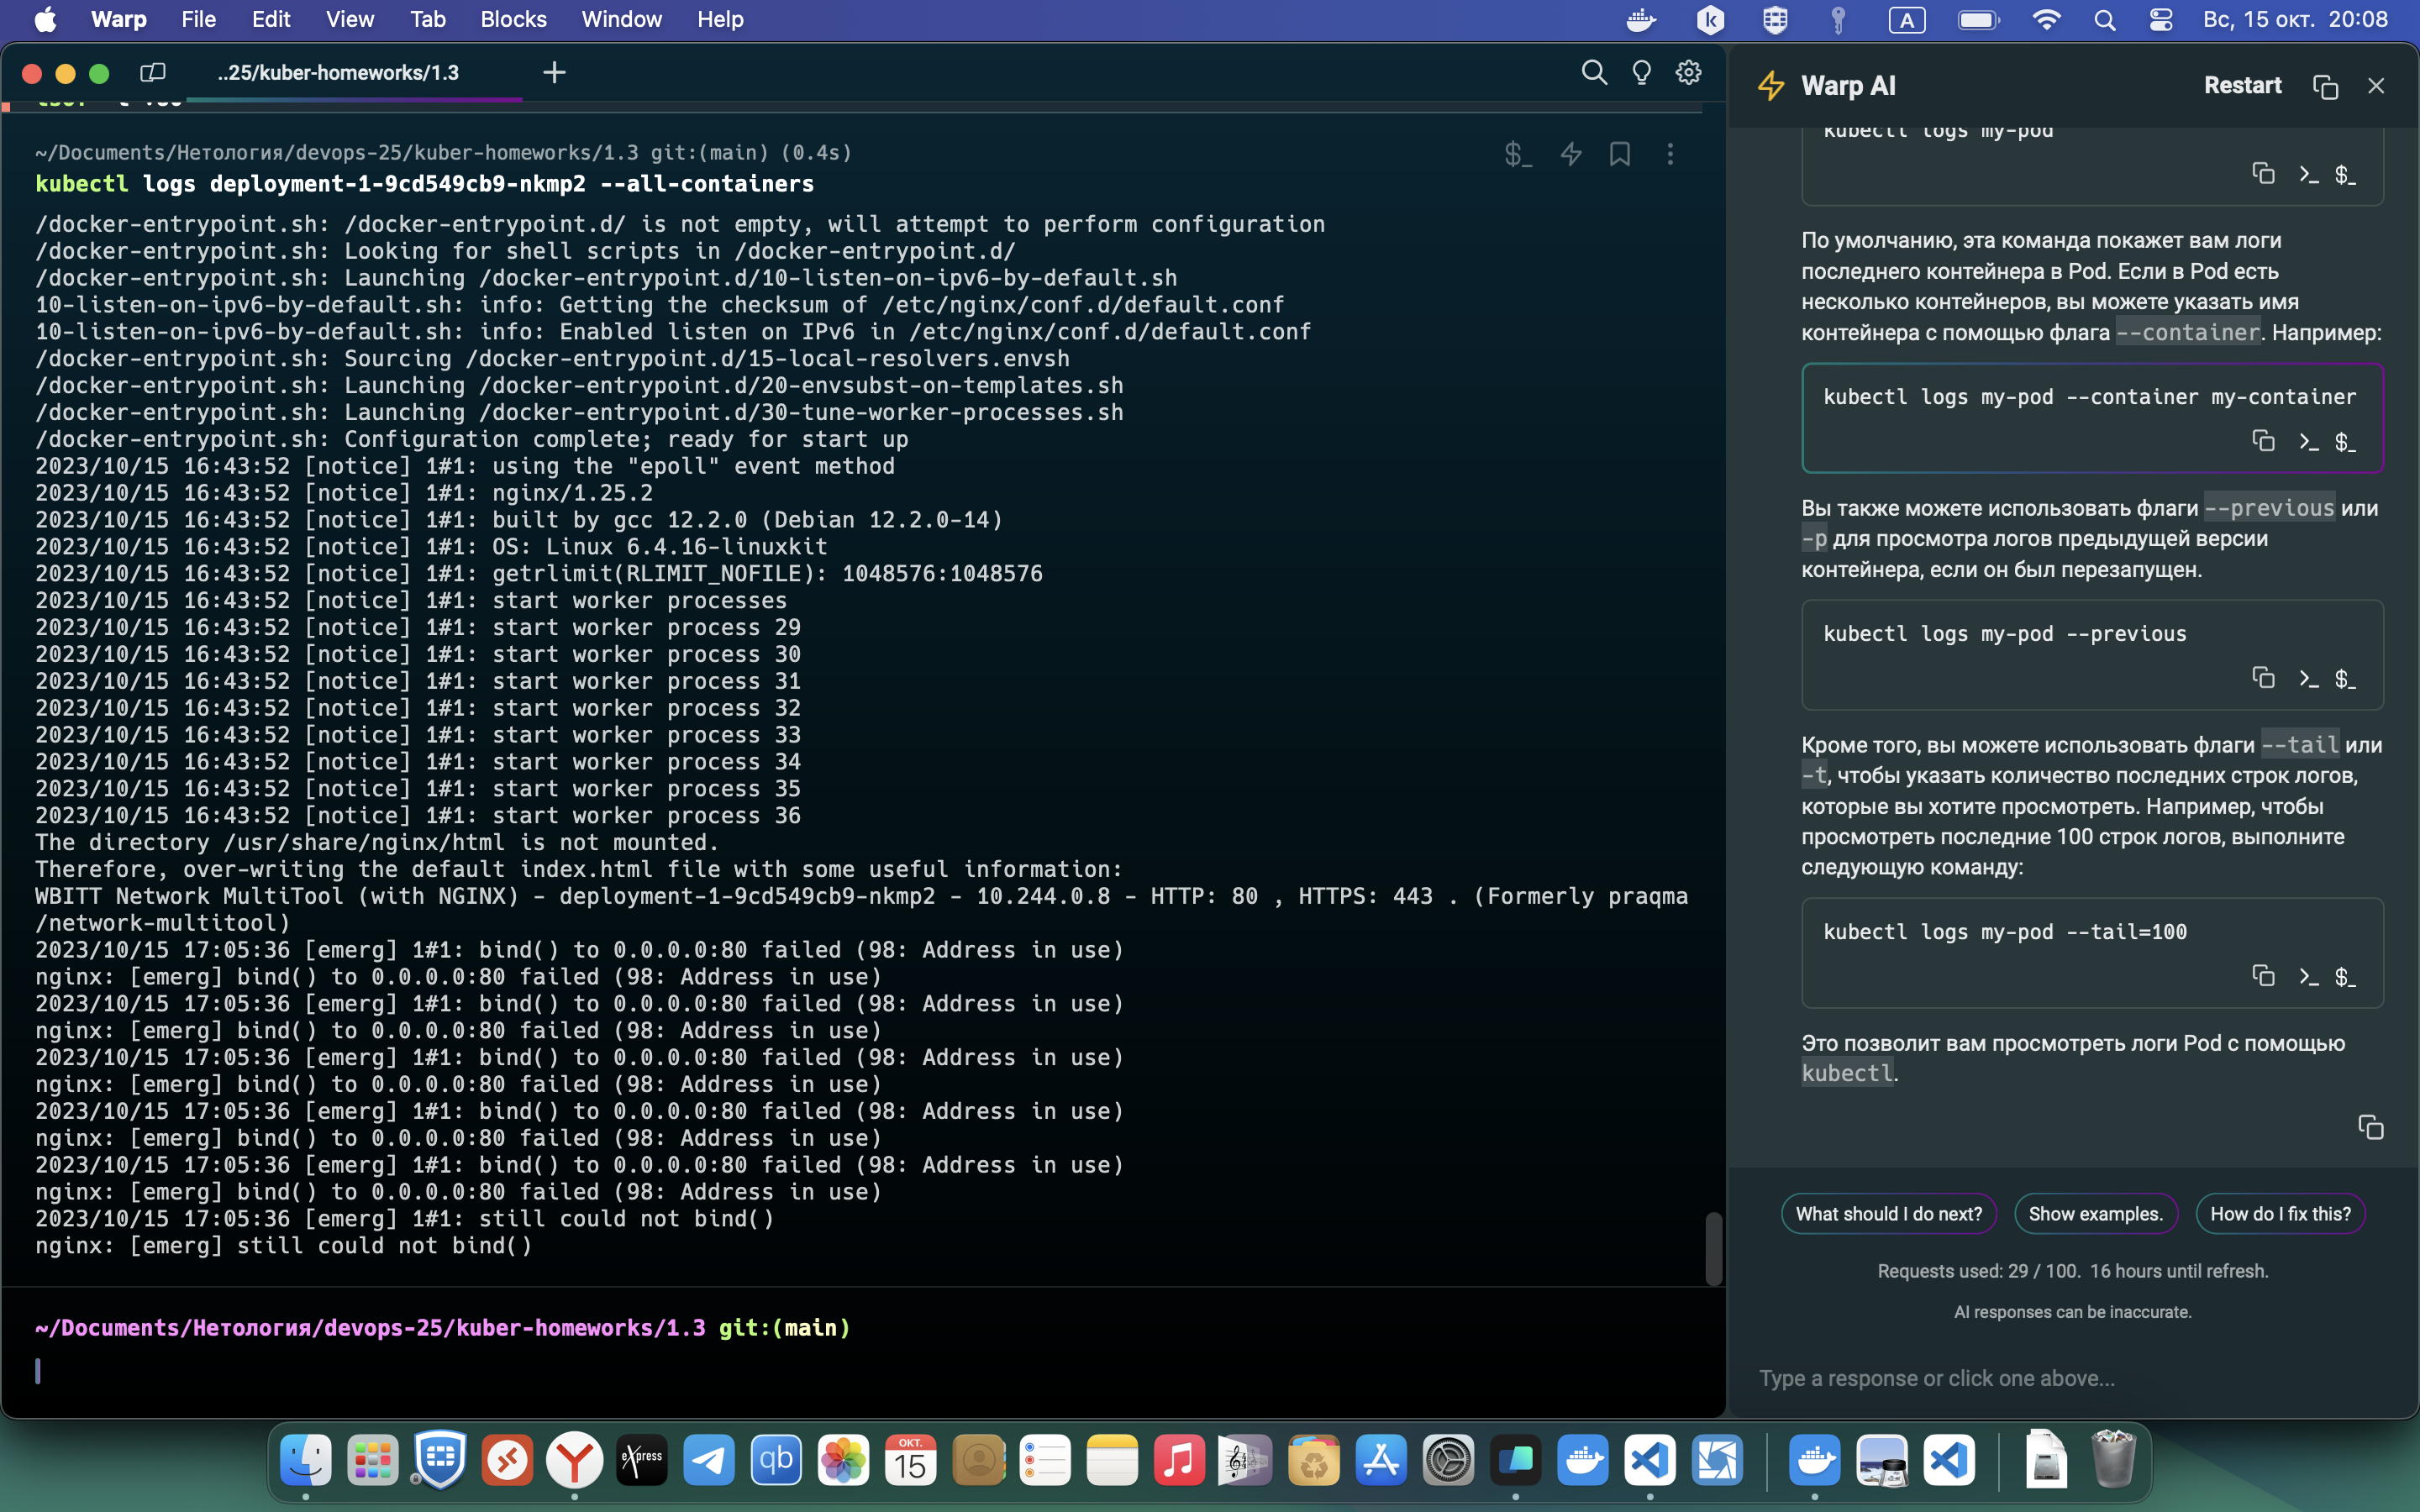 Warp File Edit View Tab Blocks Window Help
A Вс, 15 окт. 20:08
..25/kuber-homeworks/1.3
~/Documents/Нетология/devops-25/kuber-homeworks/1.3 git:(main) (0.4s)
kubectl logs deployment-1-9cd549cb9-nkmp2 --all-containers
/docker-entrypoint.sh: /docker-entrypoint.d/ is not empty, will attempt to perform configuration
/docker-entrypoint.sh: Looking for shell scripts in /docker-entrypoint.d/
/docker-entrypoint.sh: Launching /docker-entrypoint.d/10-listen-on-ipv6-by-default.sh
10-listen-on-ipv6-by-default.sh: info: Getting the checksum of /etc/nginx/conf.d/default.conf
10-listen-on-ipv6-by-default.sh: info: Enabled listen on IPv6 in /etc/nginx/conf.d/default.conf
/docker-entrypoint.sh: Sourcing /docker-entrypoint.d/15-local-resolvers.envsh
/docker-entrypoint.sh: Launching /docker-entrypoint.d/20-envsubst-on-templates.sh
/docker-entrypoint.sh: Launching /docker-entrypoint.d/30-tune-worker-processes.sh
/docker-entrypoint.sh: Configuration complete; ready for start up
2023/10/15 16:43:52 [notice] 1#1: using the "epoll" event method
2023/10/15 16:43:52 [notice] 1#1: nginx/1.25.2
2023/10/15 16:43:52 [notice] 1#1: built by gcc 12.2.0 (Debian 12.2.0-14)
2023/10/15 16:43:52 [notice] 1#1: OS: Linux 6.4.16-linuxkit
2023/10/15 16:43:52 [notice] 1#1: getrlimit(RLIMIT_NOFILE): 1048576:1048576
2023/10/15 16:43:52 [notice] 1#1: start worker processes
2023/10/15 16:43:52 [notice] 1#1: start worker process 29
2023/10/15 16:43:52 [notice] 1#1: start worker process 30
2023/10/15 16:43:52 [notice] 1#1: start worker process 31
2023/10/15 16:43:52 [notice] 1#1: start worker process 32
2023/10/15 16:43:52 [notice] 1#1: start worker process 33
2023/10/15 16:43:52 [notice] 1#1: start worker process 34
2023/10/15 16:43:52 [notice] 1#1: start worker process 35
2023/10/15 16:43:52 [notice] 1#1: start worker process 36
The directory /usr/share/nginx/html is not mounted.
Therefore, over-writing the default index.html file with some useful information:
WBITT Network MultiTool (with NGINX) - deployment-1-9cd549cb9-nkmp2 - 10.244.0.8 - HTTP: 80 , HTTPS: 443 . (Formerly praqma
/network-multitool)
2023/10/15 17:05:36 [emerg] 1#1: bind() to 0.0.0.0:80 failed (98: Address in use)
nginx: [emerg] bind() to 0.0.0.0:80 failed (98: Address in use)
2023/10/15 17:05:36 [emerg] 1#1: bind() to 0.0.0.0:80 failed (98: Address in use)
nginx: [emerg] bind() to 0.0.0.0:80 failed (98: Address in use)
2023/10/15 17:05:36 [emerg] 1#1: bind() to 0.0.0.0:80 failed (98: Address in use)
nginx: [emerg] bind() to 0.0.0.0:80 failed (98: Address in use)
2023/10/15 17:05:36 [emerg] 1#1: bind() to 0.0.0.0:80 failed (98: Address in use)
nginx: [emerg] bind() to 0.0.0.0:80 failed (98: Address in use)
2023/10/15 17:05:36 [emerg] 1#1: bind() to 0.0.0.0:80 failed (98: Address in use)
nginx: [emerg] bind() to 0.0.0.0:80 failed (98: Address in use)
2023/10/15 17:05:36 [emerg] 1#1: still could not bind()
nginx: [emerg] still could not bind()
~/Documents/Нетология/devops-25/kuber-homeworks/1.3 git:(main)
Warp AI Restart
kubectl logs my-pod
По умолчанию, эта команда покажет вам логи
последнего контейнера в Pod. Если в Pod есть
несколько контейнеров, вы можете указать имя
контейнера с помощью флага --container. Например:
kubectl logs my-pod --container my-container
Вы также можете использовать флаги --previous или
-p для просмотра логов предыдущей версии
контейнера, если он был перезапущен.
kubectl logs my-pod --previous
Кроме того, вы можете использовать флаги --tail или
-t, чтобы указать количество последних строк логов,
которые вы хотите просмотреть. Например, чтобы
просмотреть последние 100 строк логов, выполните
следующую команду:
kubectl logs my-pod --tail=100
Это позволит вам просмотреть логи Pod с помощью
kubectl.
What should I do next? Show examples. How do I fix this?
Requests used: 29 / 100. 16 hours until refresh.
AI responses can be inaccurate.
Type a response or click one above...
eXpress
qb
ОКТ.
15